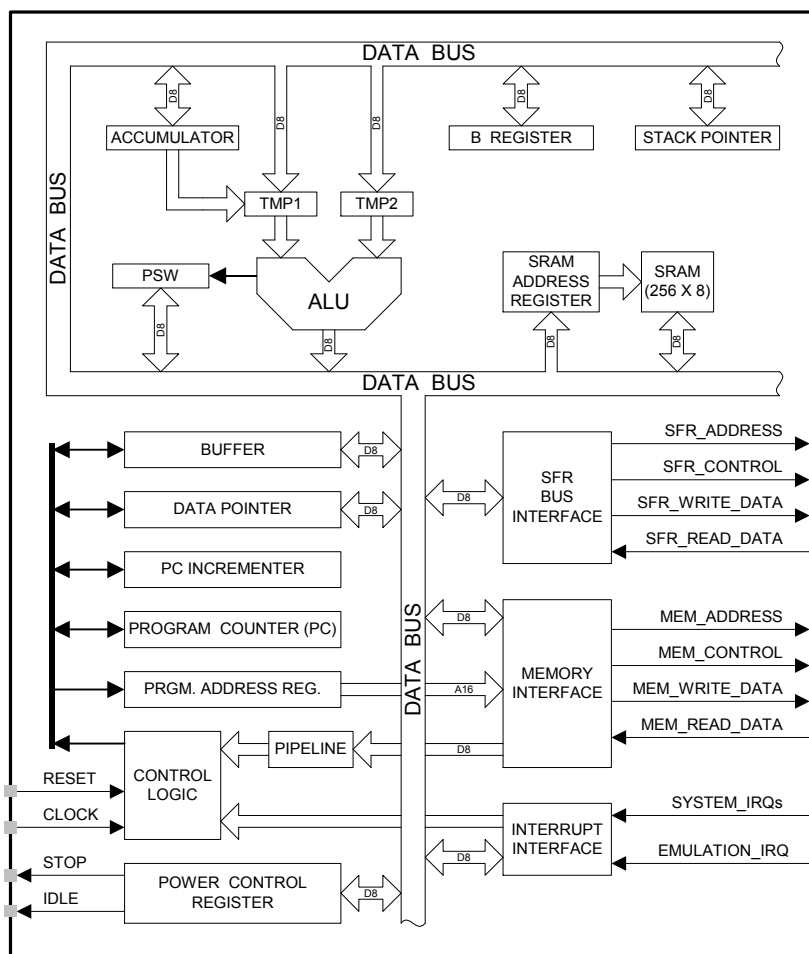 DATA BUS
D8
D8
D8
D8
D8
ACCUMULATOR
B REGISTER
STACK POINTER
DATA BUS
TMP1
TMP2
PSW
ALU
SRAM
ADDRESS
REGISTER
SRAM
(256 X 8)
D8
D8
D8
D8
DATA BUS
BUFFER
D8
DATA POINTER
D8
PC INCREMENTER
PROGRAM COUNTER (PC)
PRGM. ADDRESS REG.
A16
DATA BUS
D8
SFR
BUS
INTERFACE
SFR_ADDRESS
SFR_CONTROL
SFR_WRITE_DATA
SFR_READ_DATA
D8
MEMORY
INTERFACE
MEM_ADDRESS
MEM_CONTROL
MEM_WRITE_DATA
MEM_READ_DATA
CONTROL
LOGIC
PIPELINE
D8
RESET
CLOCK
INTERRUPT
INTERFACE
SYSTEM_IRQs
EMULATION_IRQ
D8
STOP
IDLE
POWER CONTROL
REGISTER
D8